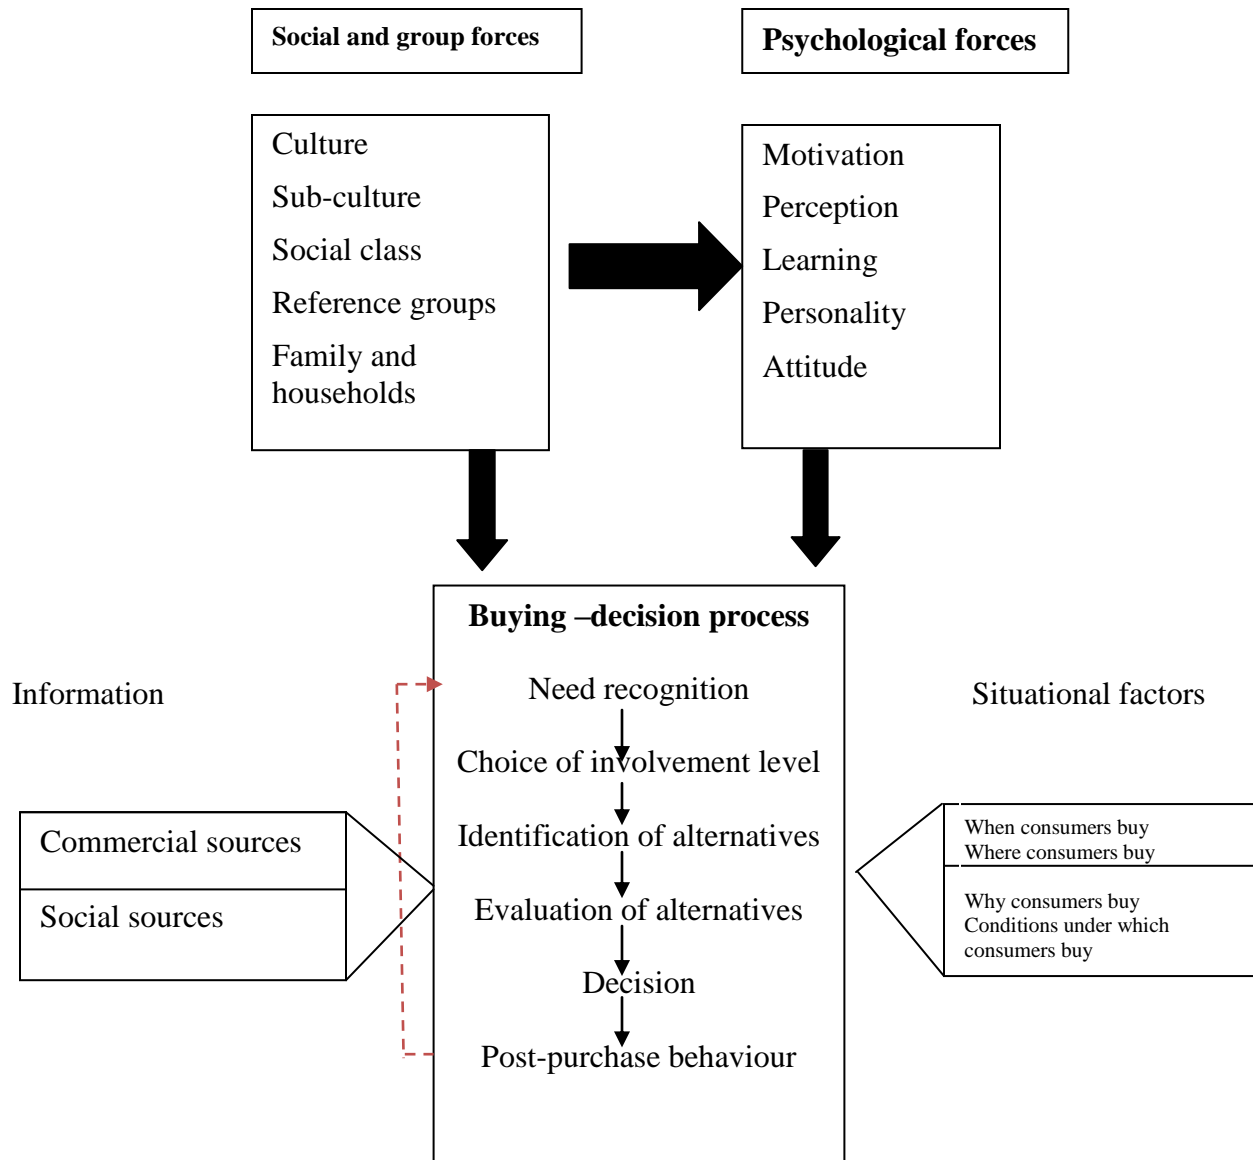 Social and group forces
Psychological forces
Culture
Sub-culture
Social class
Reference groups
Family and
households
Motivation
Perception
Learning
Personality
Attitude
Buying –decision process
Need recognition
Choice of involvement level
Identification of alternatives
Evaluation of alternatives
Decision
Post-purchase behaviour
Information
Commercial sources
Social sources
Situational factors
When consumers buy
Where consumers buy
Why consumers buy
Conditions under which
consumers buy